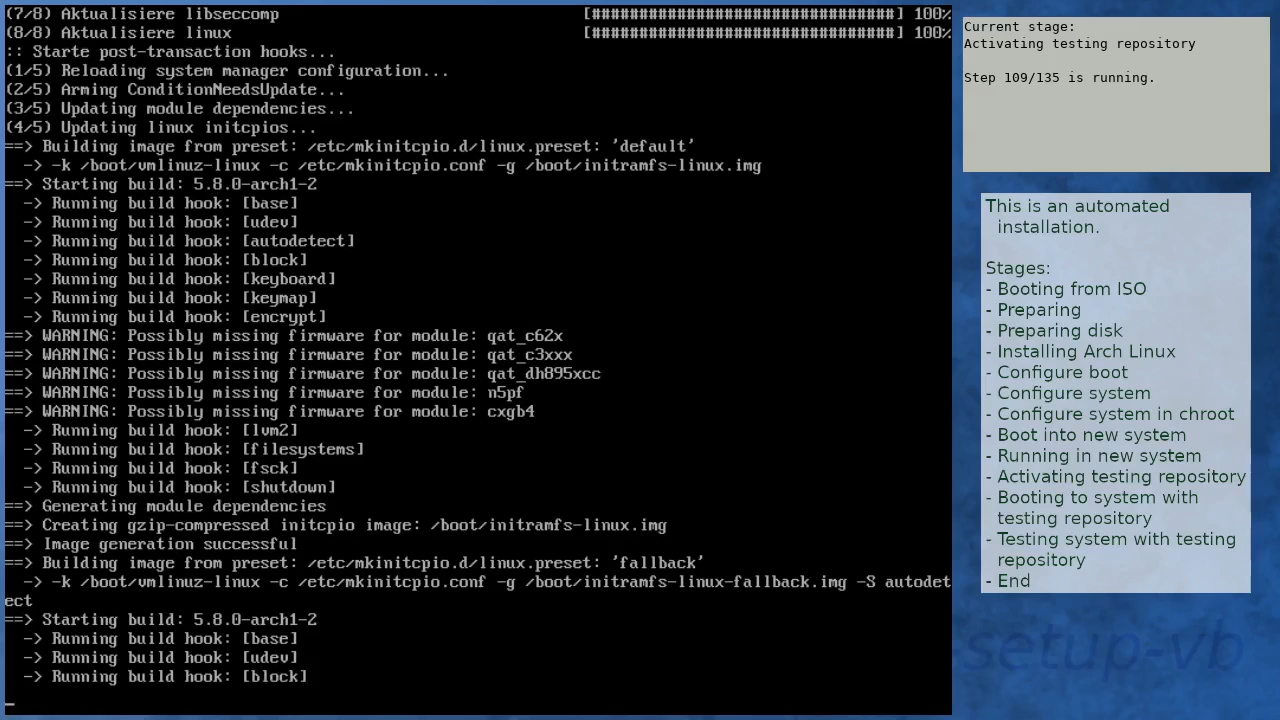 (7/8) Aktualisiere libseccomp [################################] 100%
(8/8) Aktualisiere linux [################################] 100%
:: Starte post-transaction hooks...
(1/5) Reloading system manager configuration...
(2/5) Arming ConditionNeedsUpdate...
(3/5) Updating module dependencies...
(4/5) Updating linux initcpios...
==> Building image from preset: /etc/mkinitcpio.d/linux.preset: 'default'
-> -k /boot/vmlinuz-linux -c /etc/mkinitcpio.conf -g /boot/initramfs-linux.img
==> Starting build: 5.8.0-arch1-2
-> Running build hook: [base]
-> Running build hook: [udev]
-> Running build hook: [autodetect]
-> Running build hook: [block]
-> Running build hook: [keyboard]
-> Running build hook: [keymap]
-> Running build hook: [encrypt]
==> WARNING: Possibly missing firmware for module: qat_c62x
==> WARNING: Possibly missing firmware for module: qat_c3xxx
==> WARNING: Possibly missing firmware for module: qat_dh895xcc
==> WARNING: Possibly missing firmware for module: n5pf
==> WARNING: Possibly missing firmware for module: cxgb4
-> Running build hook: [lvm2]
-> Running build hook: [filesystems]
-> Running build hook: [fsck]
-> Running build hook: [shutdown]
==> Generating module dependencies
==> Creating gzip-compressed initcpio image: /boot/initramfs-linux.img
==> Image generation successful
==> Building image from preset: /etc/mkinitcpio.d/linux.preset: 'fallback'
-> -k /boot/vmlinuz-linux -c /etc/mkinitcpio.conf -g /boot/initramfs-linux-fallback.img -S autodet
ect
==> Starting build: 5.8.0-arch1-2
-> Running build hook: [base]
-> Running build hook: [udev]
-> Running build hook: [block]
Current stage:
Activating testing repository
Step 109/135 is running.
This is an automated
installation.
Stages:
- Booting from ISO
- Preparing
- Preparing disk
- Installing Arch Linux
- Configure boot
- Configure system
- Configure system in chroot
- Boot into new system
- Running in new system
- Activating testing repository
- Booting to system with
testing repository
- Testing system with testing
repository
- End
setup-vb